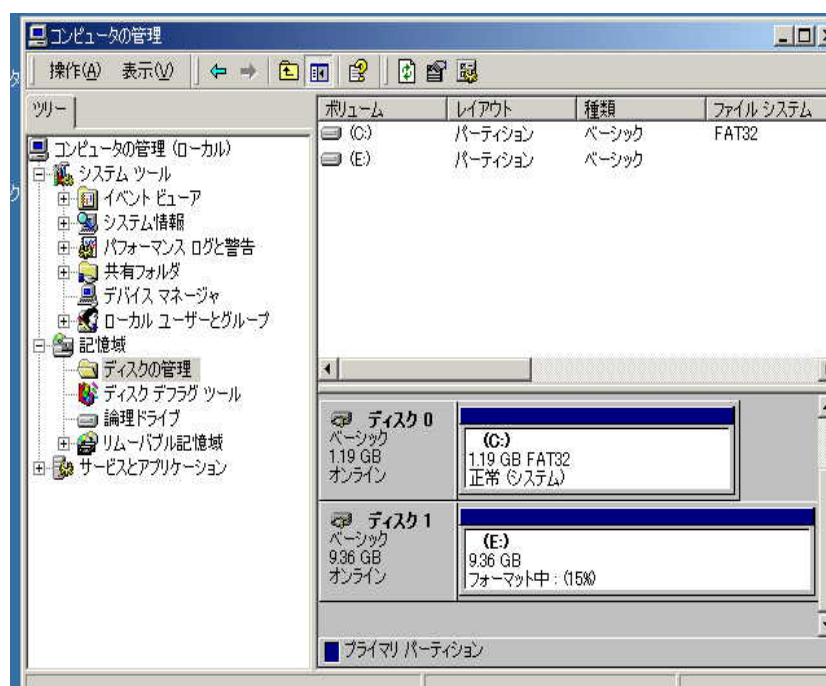 コンピュータの管理
操作(A) 表示(V)
ツリー
コンピュータの管理 (ローカル)
システム ツール
イベント ビューア
システム情報
パフォーマンス ログと警告
共有フォルダ
デバイス マネージャ
ローカル ユーザーとグループ
記憶域
ディスクの管理
ディスク デフラグ ツール
論理ドライブ
リムーバブル記憶域
サービスとアプリケーション
ボリューム レイアウト 種類 ファイル システム
(C:) パーティション ベーシック FAT32
(E:) パーティション ベーシック
ディスク 0
ベーシック
1.19 GB
オンライン
(C:)
1.19 GB FAT32
正常 (システム)
ディスク 1
ベーシック
9.36 GB
オンライン
(E:)
9.36 GB
フォーマット中 : (15%)
プライマリ パーティション